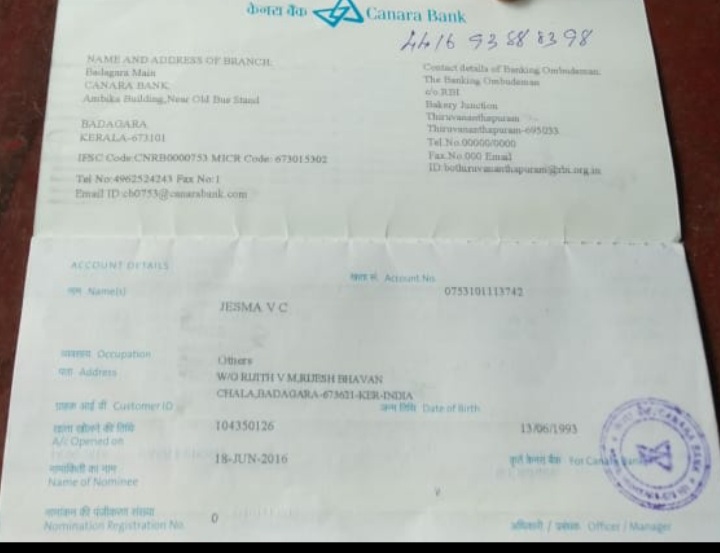 केनरा बैंक Canara Bank
4416 93 88 8398
NAME AND ADDRESS OF BRANCH.
Badagara Main
CANARA BANK
Ambika Building,Near Old Bus Stand
BADAGARA
KERALA-673101
IFSC Code:CNRB0000753 MICR Code: 673015302
Tel No:4962524243 Fax No:1
Email ID:cb0753@canarabank.com
Contact details of Banking Ombudsman.
The Banking Ombudsman
c/o.RBI
Bakery Junction
Thiruvananthapuram
Thiruvananthapuram-695033
Tel.No.00000/0000
Fax.No.000 Email
ID:bothiruvananthapuram@rbi.org.in
ACCOUNT DETAILS
खाता सं. Account No.
0753101113742
नाम Name(s)
JESMA V C
व्यवसाय Occupation
Others
पता Address
W/O RIJITH V M,RIJESH BHAVAN
CHALA,BADAGARA-673621-KER-INDIA
ग्राहक आई डी Customer ID
104350126
जन्म तिथि Date of Birth
13/06/1993
खाता खोलने की तिथि
A/c Opened on
18-JUN-2016
कृते केनरा बैंक For Canara Bank
नामांकिती का नाम
Name of Nominee
नामांकन की पंजीकरण संख्या
Nomination Registration No.
0
अधिकारी / प्रबंधक Officer / Manager
CANARA BANK